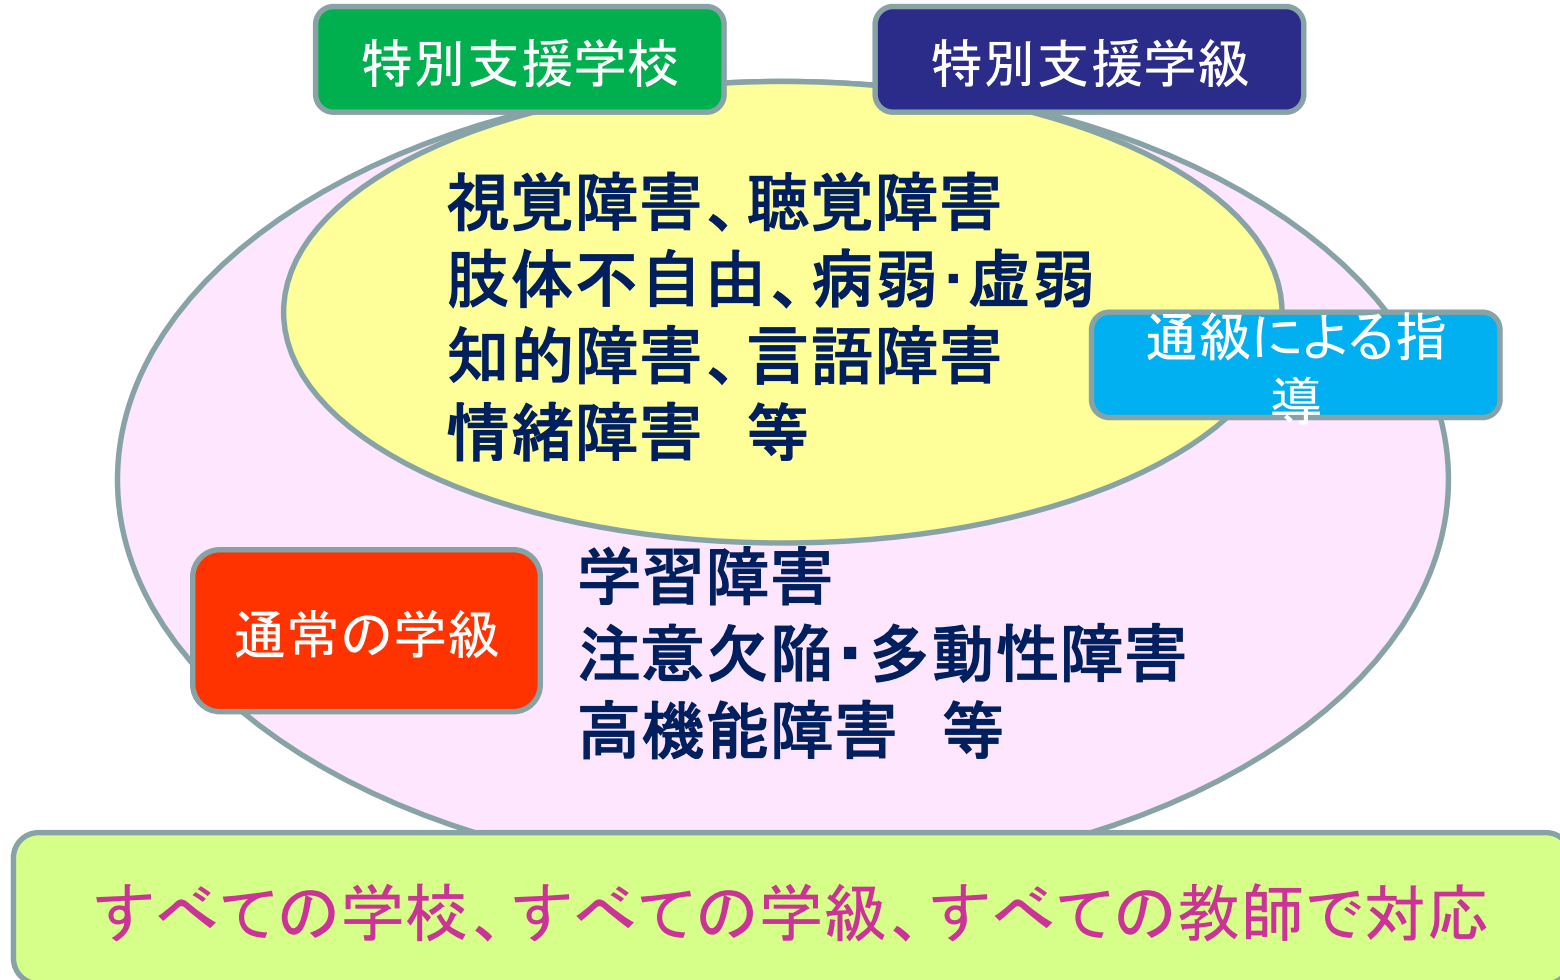 特別支援学校
特別支援学級
視覚障害、聴覚障害
肢体不自由、病弱･虚弱
知的障害、言語障害
情緒障害　等
通級による指
導
通常の学級
学習障害
注意欠陥・多動性障害
高機能障害　等
すべての学校、すべての学級、すべての教師で対応